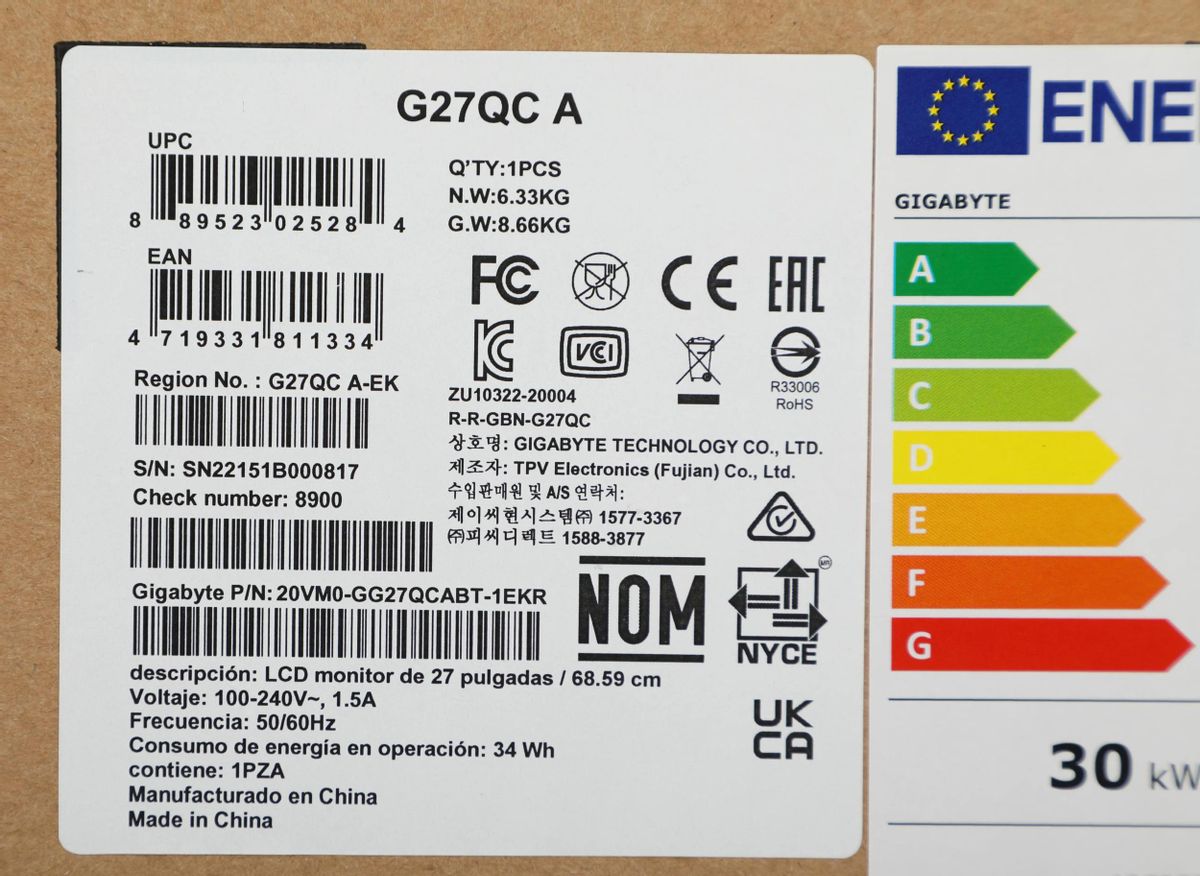 G27QC A
UPC
8 89523 02528 4
EAN
4 719331 811334
Region No. : G27QC A-EK
S/N: SN22151B000817
Check number: 8900
Gigabyte P/N: 20VM0-GG27QCABT-1EKR
descripción: LCD monitor de 27 pulgadas / 68.59 cm
Voltaje: 100-240V~, 1.5A
Frecuencia: 50/60Hz
Consumo de energía en operación: 34 Wh
contiene: 1PZA
Manufacturado en China
Made in China
Q'TY:1PCS
N.W:6.33KG
G.W:8.66KG
FC CE EAC
KC VCCI
R33006
RoHS
ZU10322-20004
R-R-GBN-G27QC
상호명: GIGABYTE TECHNOLOGY CO., LTD.
제조자: TPV Electronics (Fujian) Co., Ltd.
수입판매원 및 A/S 연락처:
제이씨현시스템㈜ 1577-3367
㈜피씨디렉트 1588-3877
NOM
MR
NYCE
UK
CA
ENE
GIGABYTE
A
B
C
D
E
F
G
30 kW